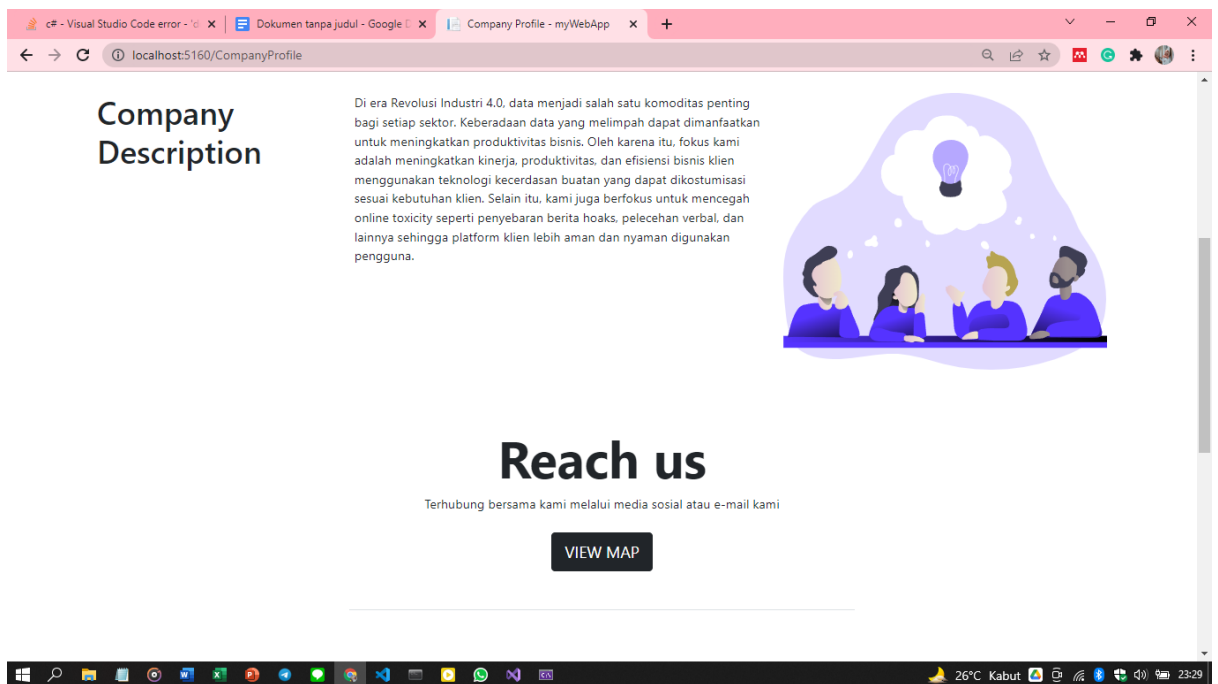 c# - Visual Studio Code error - 'd
Dokumen tanpa judul - Google D
Company Profile - myWebApp
localhost:5160/CompanyProfile
Company
Description
Di era Revolusi Industri 4.0, data menjadi salah satu komoditas penting
bagi setiap sektor. Keberadaan data yang melimpah dapat dimanfaatkan
untuk meningkatkan produktivitas bisnis. Oleh karena itu, fokus kami
adalah meningkatkan kinerja, produktivitas, dan efisiensi bisnis klien
menggunakan teknologi kecerdasan buatan yang dapat dikostumisasi
sesuai kebutuhan klien. Selain itu, kami juga berfokus untuk mencegah
online toxicity seperti penyebaran berita hoaks, pelecehan verbal, dan
lainnya sehingga platform klien lebih aman dan nyaman digunakan
pengguna.
Reach us
Terhubung bersama kami melalui media sosial atau e-mail kami
VIEW MAP
26°C Kabut
23:29